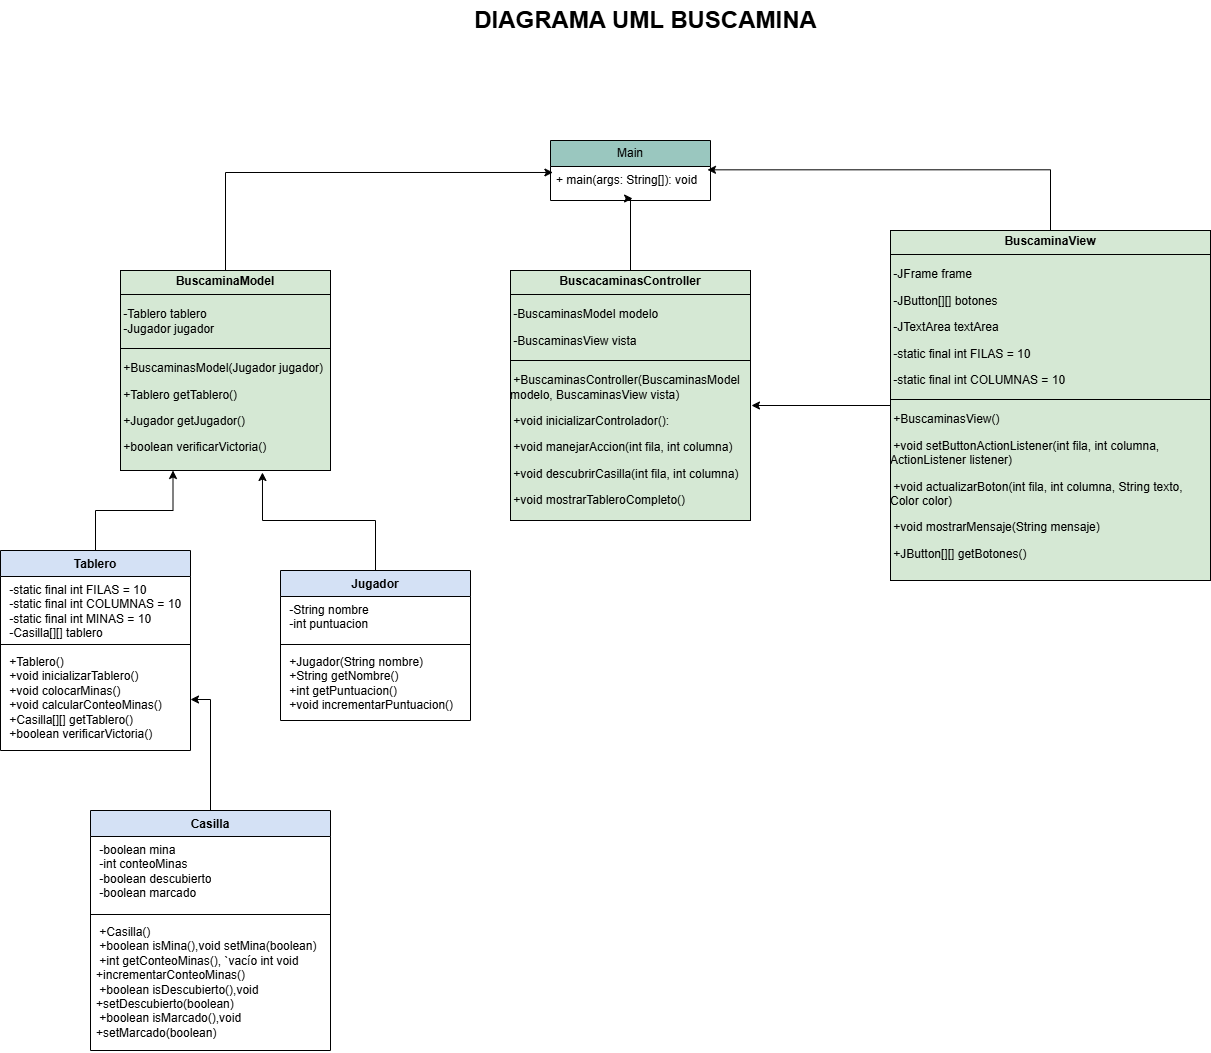 DIAGRAMA UML BUSCAMINA
Main
+ main(args: String[]): void
BuscaminaModel
-Tablero tablero
-Jugador jugador
+BuscaminasModel(Jugador jugador)
+Tablero getTablero()
+Jugador getJugador()
+boolean verificarVictoria()
BuscacaminasController
-BuscaminasModel modelo
-BuscaminasView vista
+BuscaminasController(BuscaminasModel
modelo, BuscaminasView vista)
+void inicializarControlador():
+void manejarAccion(int fila, int columna)
+void descubrirCasilla(int fila, int columna)
+void mostrarTableroCompleto()
BuscaminaView
-JFrame frame
-JButton[][] botones
-JTextArea textArea
-static final int FILAS = 10
-static final int COLUMNAS = 10
+BuscaminasView()
+void setButtonActionListener(int fila, int columna,
ActionListener listener)
+void actualizarBoton(int fila, int columna, String texto,
Color color)
+void mostrarMensaje(String mensaje)
+JButton[][] getBotones()
Tablero
-static final int FILAS = 10
-static final int COLUMNAS = 10
-static final int MINAS = 10
-Casilla[][] tablero
+Tablero()
+void inicializarTablero()
+void colocarMinas()
+void calcularConteoMinas()
+Casilla[][] getTablero()
+boolean verificarVictoria()
Jugador
-String nombre
-int puntuacion
+Jugador(String nombre)
+String getNombre()
+int getPuntuacion()
+void incrementarPuntuacion()
Casilla
-boolean mina
-int conteoMinas
-boolean descubierto
-boolean marcado
+Casilla()
+boolean isMina(),void setMina(boolean)
+int getConteoMinas(), `vacío int void
+incrementarConteoMinas()
+boolean isDescubierto(),void
+setDescubierto(boolean)
+boolean isMarcado(),void
+setMarcado(boolean)